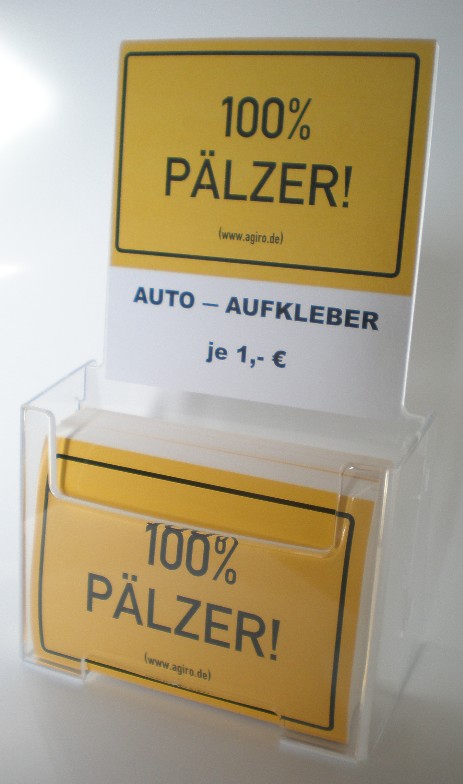 100%
PÄLZER!
(www.agiro.de)
AUTO – AUFKLEBER
je 1,- €
100%
PÄLZER!
(www.agiro.de)